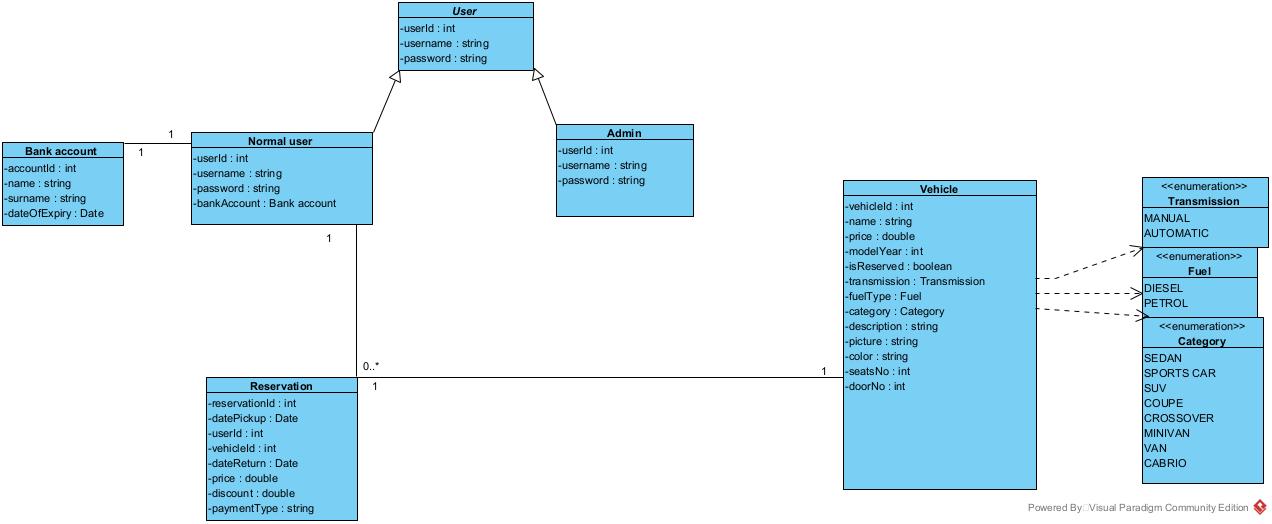 User
-userId : int
-username : string
-password : string
1
1
Bank account
-accountId : int
-name : string
-surname : string
-dateOfExpiry : Date
Normal user
-userId : int
-username : string
-password : string
-bankAccount : Bank account
Admin
-userId : int
-username : string
-password : string
1
0..*
1
1
Reservation
-reservationId : int
-datePickup : Date
-userId : int
-vehicleId : int
-dateReturn : Date
-price : double
-discount : double
-paymentType : string
Vehicle
-vehicleId : int
-name : string
-price : double
-modelYear : int
-isReserved : boolean
-transmission : Transmission
-fuelType : Fuel
-category : Category
-description : string
-picture : string
-color : string
-seatsNo : int
-doorNo : int
<<enumeration>>
Transmission
MANUAL
AUTOMATIC
<<enumeration>>
Fuel
DIESEL
PETROL
<<enumeration>>
Category
SEDAN
SPORTS CAR
SUV
COUPE
CROSSOVER
MINIVAN
VAN
CABRIO
Powered By Visual Paradigm Community Edition